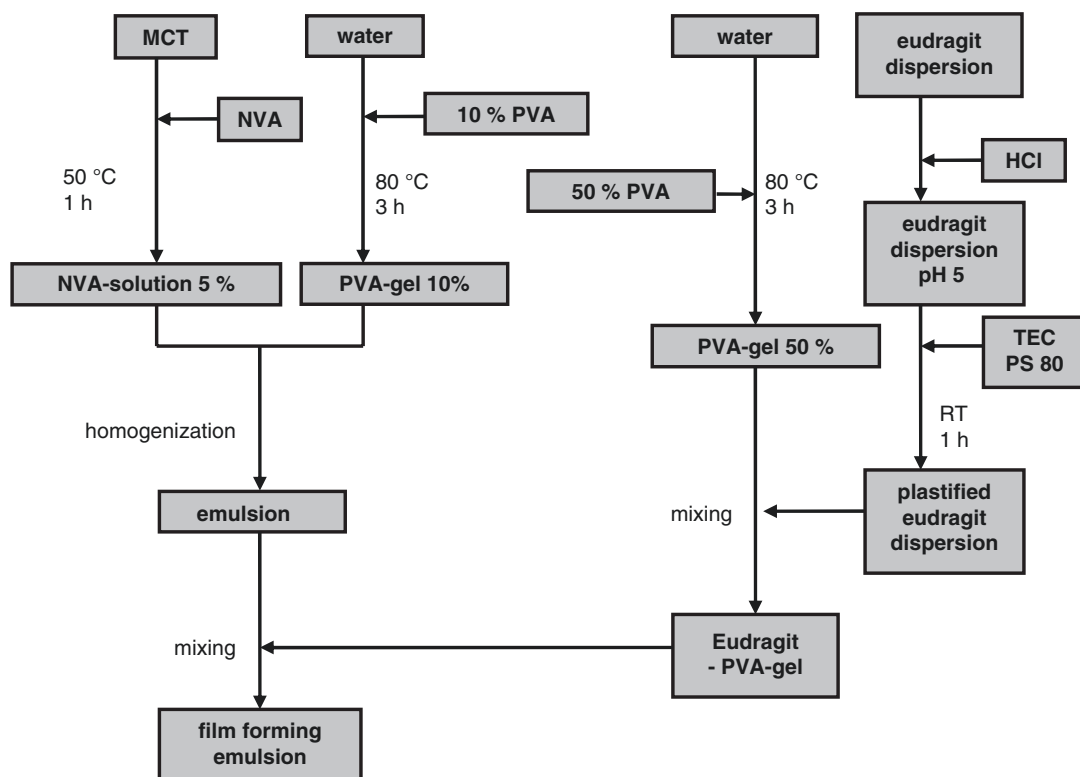 MCT
water
water
eudragit
dispersion
NVA
10 % PVA
HCl
50 °C
1 h
80 °C
3 h
50 % PVA
80 °C
3 h
eudragit
dispersion
pH 5
NVA-solution 5 %
PVA-gel 10%
PVA-gel 50 %
TEC
PS 80
RT
1 h
homogenization
emulsion
mixing
plastified
eudragit
dispersion
mixing
Eudragit
- PVA-gel
film forming
emulsion